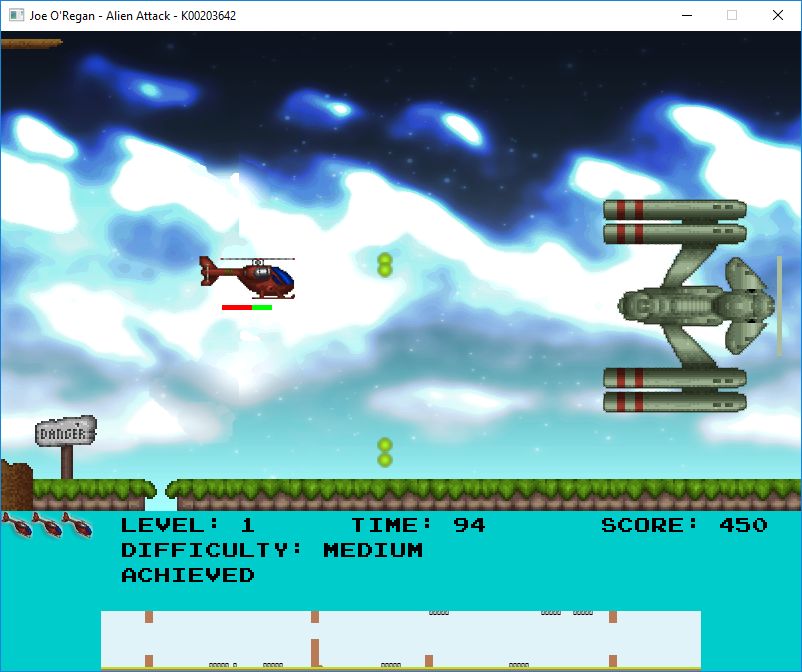 Joe O'Regan - Alien Attack - K00203642
DANGER
LEVEL: 1 TIME: 94 SCORE: 450
DIFFICULTY: MEDIUM
ACHIEVED